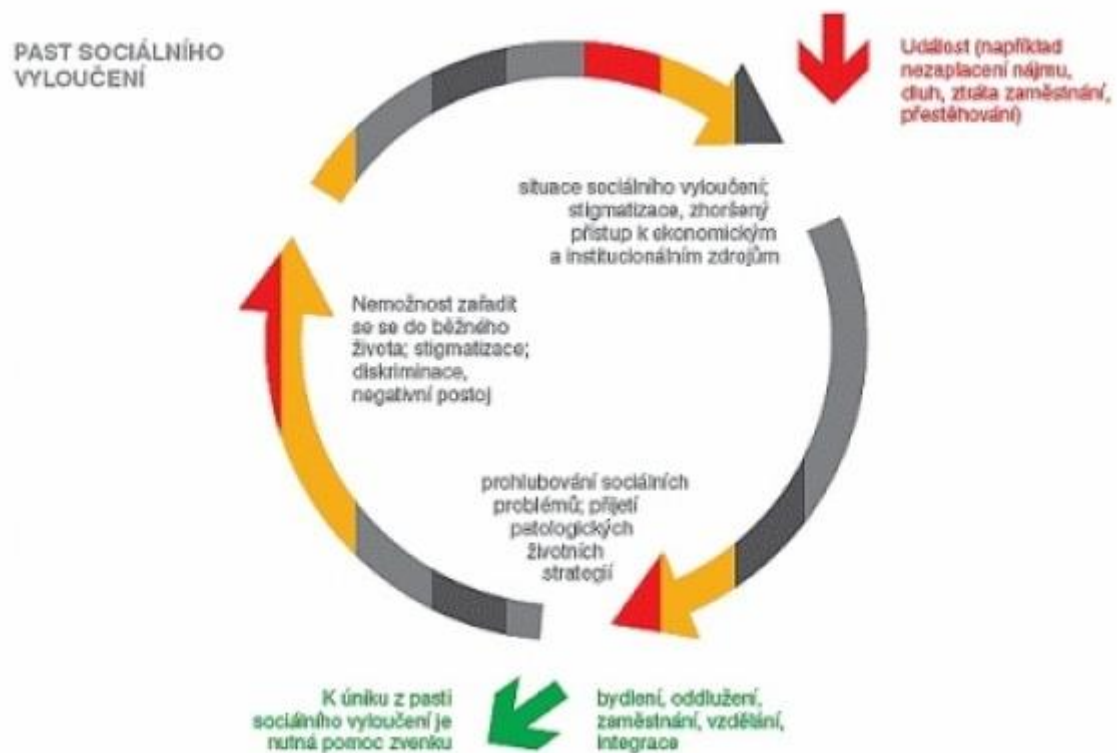 PAST SOCIÁLNÍHO
VYLOUČENÍ
Událost (například
nezaplacení nájmu,
dluh, ztráta zaměstnání,
přestěhování)
situace sociálního vyloučení;
stigmatizace, zhoršený
přístup k ekonomickým
a institucionálním zdrojům
Nemožnost zařadit
se se do běžného
života; stigmatizace;
diskriminace,
negativní postoj
prohlubování sociálních
problémů; přijetí
patologických
životních
strategií
K úniku z pasti
sociálního vyloučení je
nutná pomoc zvenku
bydlení, oddlužení,
zaměstnání, vzdělání,
integrace